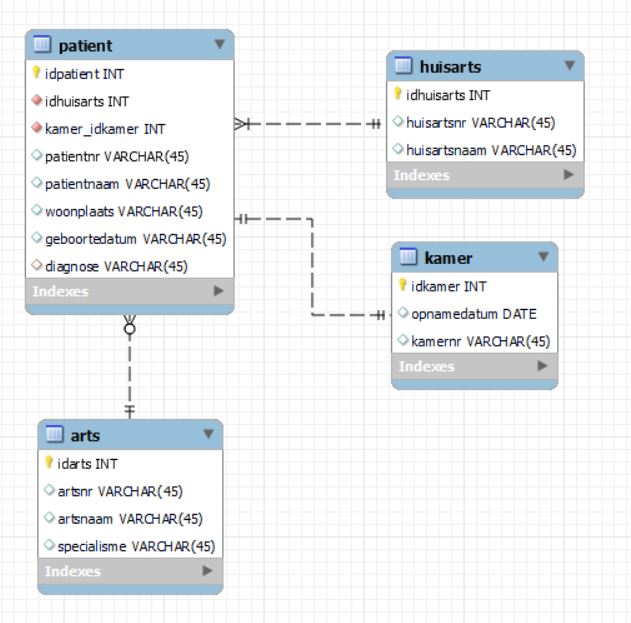 patient
idpatient INT
idhuisarts INT
kamer_idkamer INT
patientnr VARCHAR(45)
patientnaam VARCHAR(45)
woonplaats VARCHAR(45)
geboortedatum VARCHAR(45)
diagnose VARCHAR(45)
Indexes
huisarts
idhuisarts INT
huisartsnr VARCHAR(45)
huisartsnaam VARCHAR(45)
Indexes
kamer
idkamer INT
opnamedatum DATE
kamernr VARCHAR(45)
Indexes
arts
idarts INT
artsnr VARCHAR(45)
artsnaam VARCHAR(45)
specialisme VARCHAR(45)
Indexes